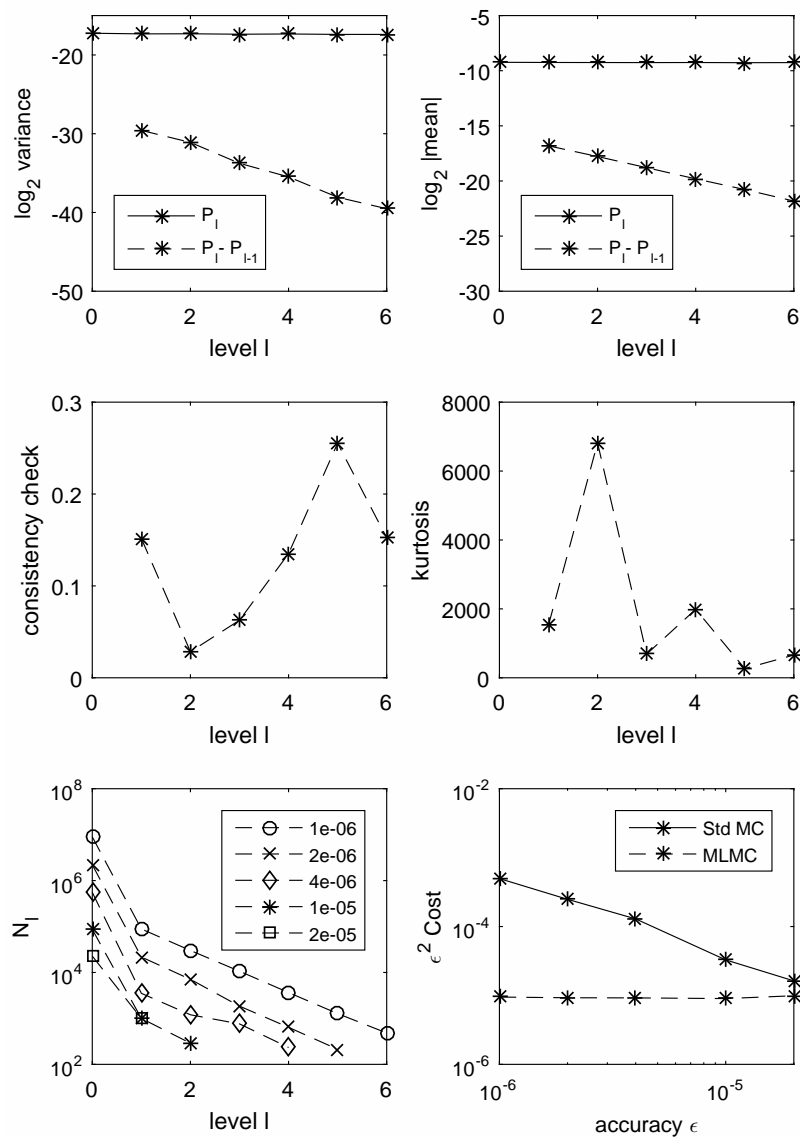 -20
-30
-40
-50
log2 variance
P_l
P_l - P_l-1
0 2 4 6
level l
-5
-10
-15
-20
-25
-30
log2 |mean|
P_l
P_l - P_l-1
0 2 4 6
level l
0.3
0.2
0.1
0
consistency check
0 2 4 6
level l
8000
6000
4000
2000
0
kurtosis
0 2 4 6
level l
10^8
10^6
10^4
10^2
N_l
1e-06
2e-06
4e-06
1e-05
2e-05
0 2 4 6
level l
10^-2
10^-4
10^-6
ϵ^2 Cost
Std MC
MLMC
10^-6 10^-5
accuracy ϵ